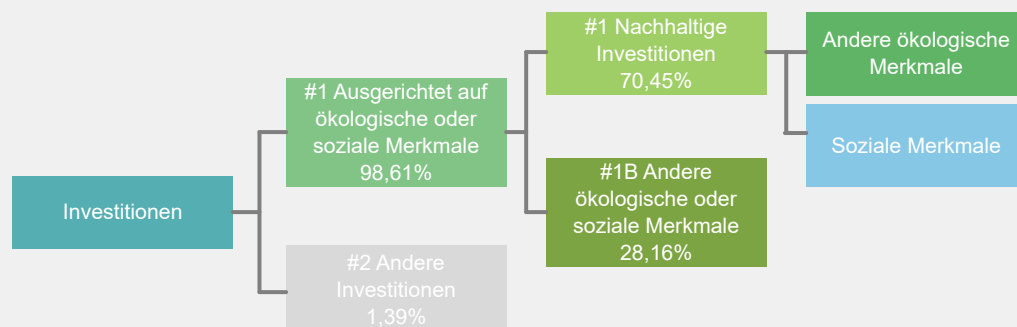 Investitionen
#1 Ausgerichtet auf
ökologische oder
soziale Merkmale
98,61%
#2 Andere
Investitionen
1,39%
#1 Nachhaltige
Investitionen
70,45%
#1B Andere
ökologische oder
soziale Merkmale
28,16%
Andere ökologische
Merkmale
Soziale Merkmale